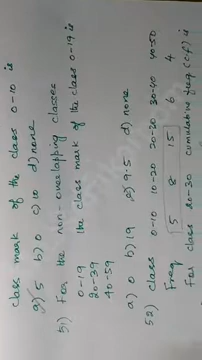 class mark of the class 0-10 is
a) 5 b) 0 c) 10 d) none
51) For the non-overlapping classes
0-19 the class mark of the class 0-19 is
20-39
40-59
a) 0 b) 19 c) 9.5 d) none
52) class 0-10 10-20 20-30 30-40 40-50
Freq 5 8 15 6 4
For class 20-30 cumulative freq (c.f) is